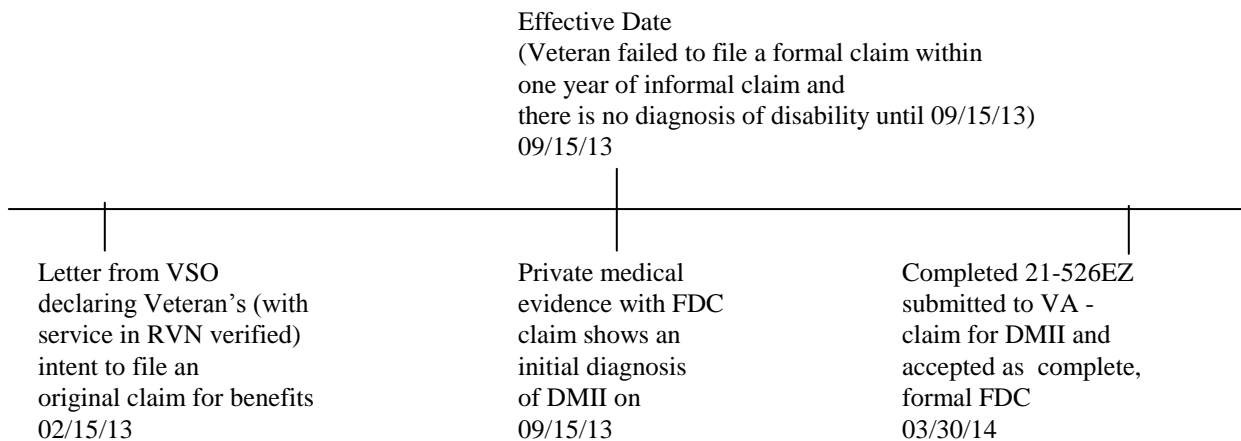 Effective Date
(Veteran failed to file a formal claim within
one year of informal claim and
there is no diagnosis of disability until 09/15/13)
09/15/13
Letter from VSO
declaring Veteran’s (with
service in RVN verified)
intent to file an
original claim for benefits
02/15/13
Private medical
evidence with FDC
claim shows an
initial diagnosis
of DMII on
09/15/13
Completed 21-526EZ
submitted to VA -
claim for DMII and
accepted as complete,
formal FDC
03/30/14